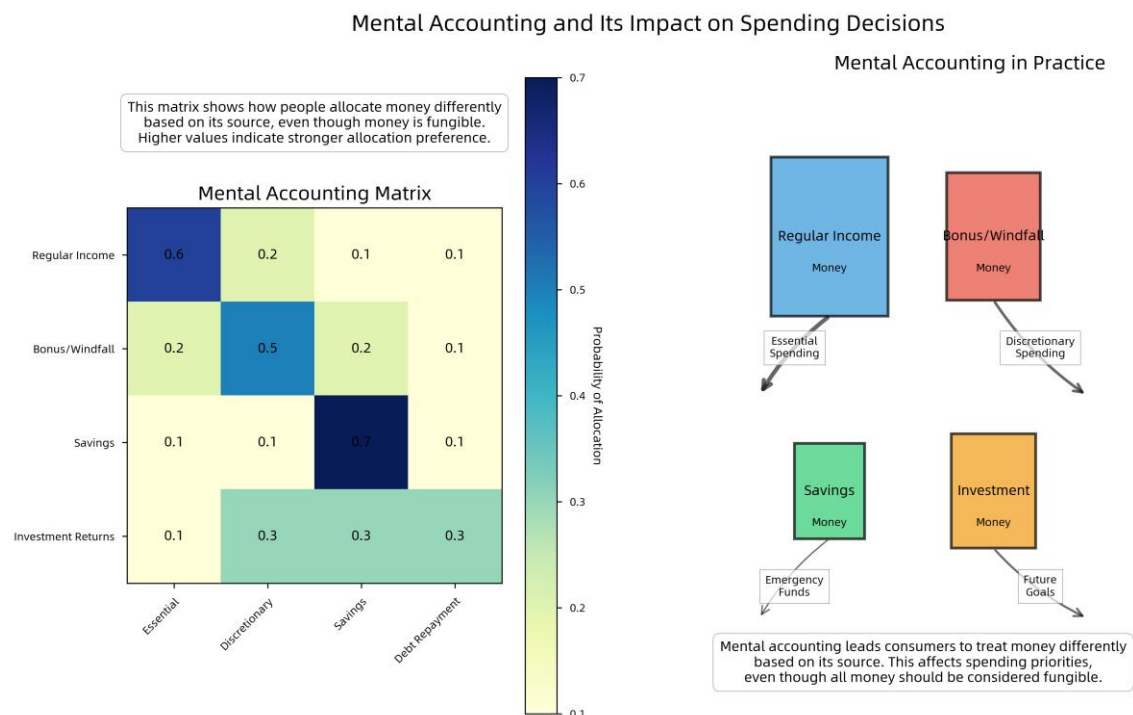 Mental Accounting and Its Impact on Spending Decisions
This matrix shows how people allocate money differently
based on its source, even though money is fungible.
Higher values indicate stronger allocation preference.
Mental Accounting Matrix
Regular Income
0.6 0.2 0.1 0.1
Bonus/Windfall
0.2 0.5 0.2 0.1
Savings
0.1 0.1 0.7 0.1
Investment Returns
0.1 0.3 0.3 0.3
Essential
Discretionary
Savings
Debt Repayment
0.7
0.6
0.5
0.4
0.3
0.2
0.1
Probability of Allocation
Mental Accounting in Practice
Regular Income
Money
Bonus/Windfall
Money
Essential
Spending
Discretionary
Spending
Savings
Money
Investment
Money
Emergency
Funds
Future
Goals
Mental accounting leads consumers to treat money differently
based on its source. This affects spending priorities,
even though all money should be considered fungible.